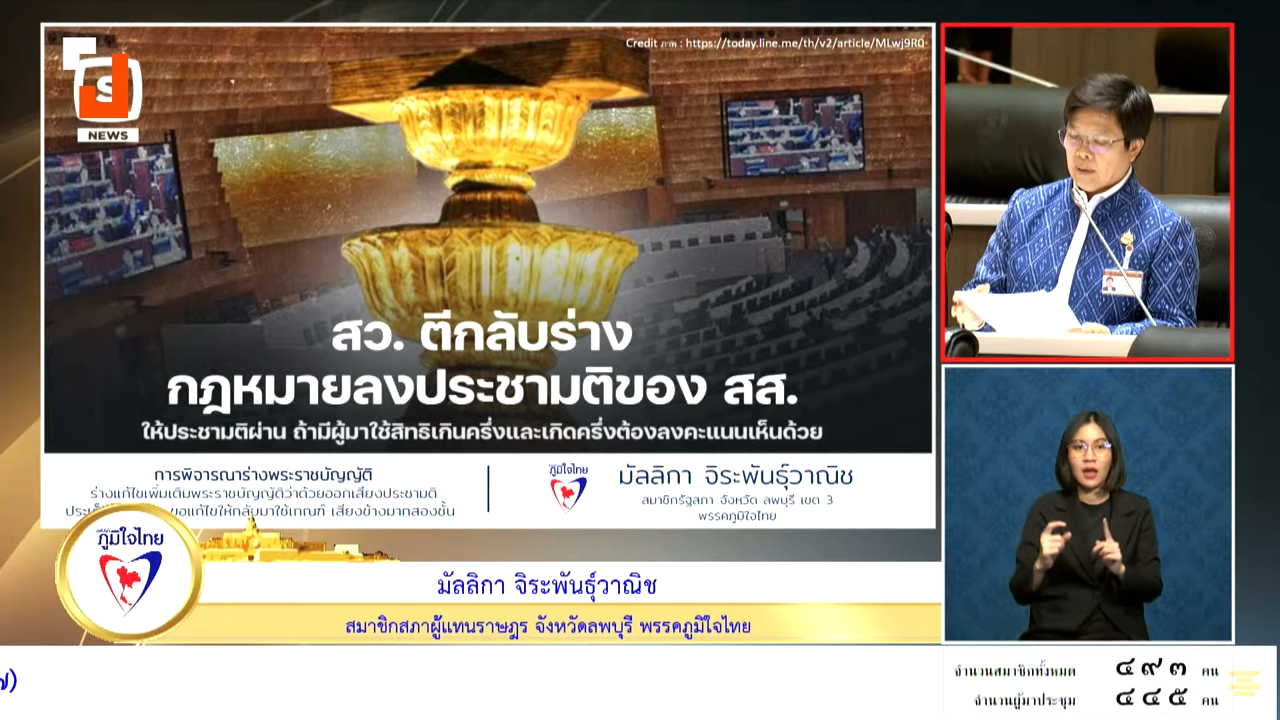 Credit ภาพ : https://today.line.me/th/v2/article/MLwj9R0
S
NEWS
สว. ตีกลับร่าง
กฎหมายลงประชามติของ สส.
ให้ประชามติผ่าน ถ้ามีผู้มาใช้สิทธิเกินครึ่งและเกิดครึ่งต้องลงคะแนนเห็นด้วย
การพิจารณาร่างพระราชบัญญัติ
ร่างแก้ไขเพิ่มเติมพระราชบัญญัติว่าด้วยออกเสียงประชามติ
ขอแก้ไขให้กลับมาใช้เกณฑ์ เสียงข้างมากสองชั้น
ภูมิใจไทย
มัลลิกา จิระพันธุ์วาณิช
สมาชิกรัฐสภา จังหวัด ลพบุรี เขต 3
พรรคภูมิใจไทย
ภูมิใจไทย
มัลลิกา จิระพันธุ์วาณิช
สมาชิกสภาผู้แทนราษฎร จังหวัดลพบุรี พรรคภูมิใจไทย
๗)
จำนวนสมาชิกทั้งหมด ๔๙๓ คน
จำนวนผู้มาประชุม ๔๔๕ คน